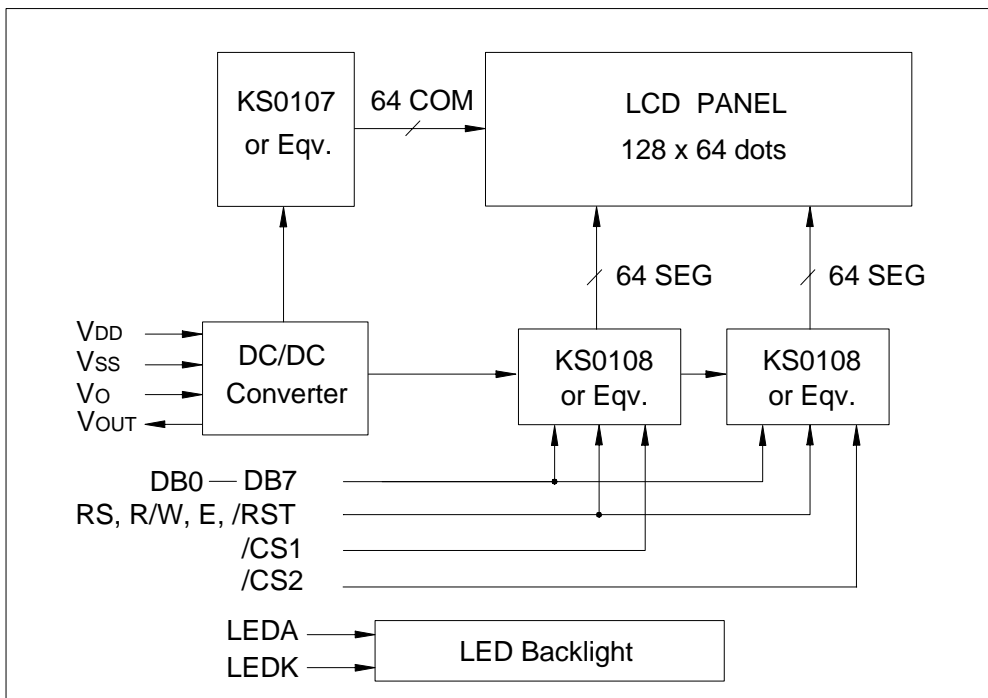 KS0107
or Eqv.
64 COM
LCD PANEL
128 x 64 dots
64 SEG
64 SEG
VDD
VSS
VO
VOUT
DC/DC
Converter
KS0108
or Eqv.
KS0108
or Eqv.
DB0 — DB7
RS, R/W, E, /RST
/CS1
/CS2
LEDA
LEDK
LED Backlight